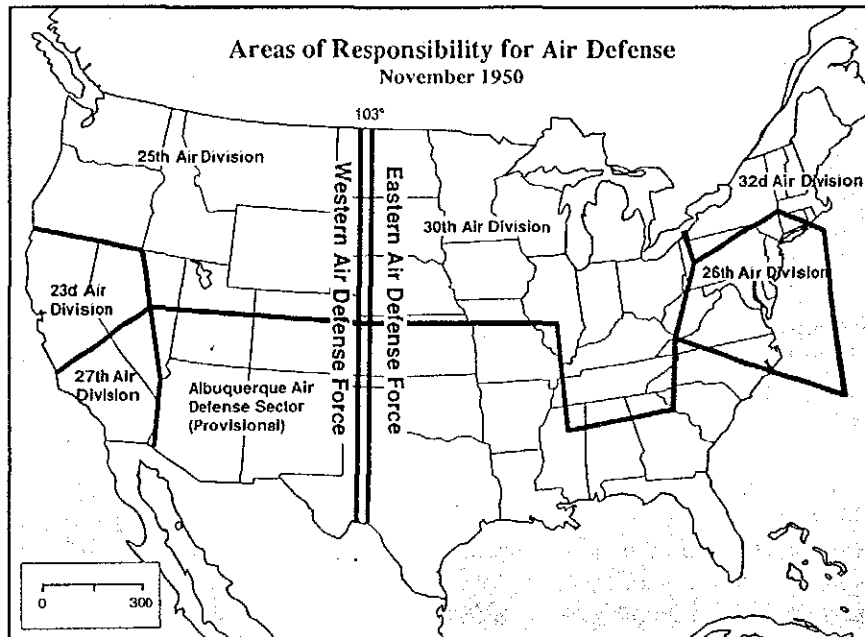 Areas of Responsibility for Air Defense
November 1950
103°
25th Air Division
Western Air Defense Force
Eastern Air Defense Force
30th Air Division
32d Air Division
26th Air Division
23d Air
Division
27th Air
Division
Albuquerque Air
Defense Sector
(Provisional)
0
300